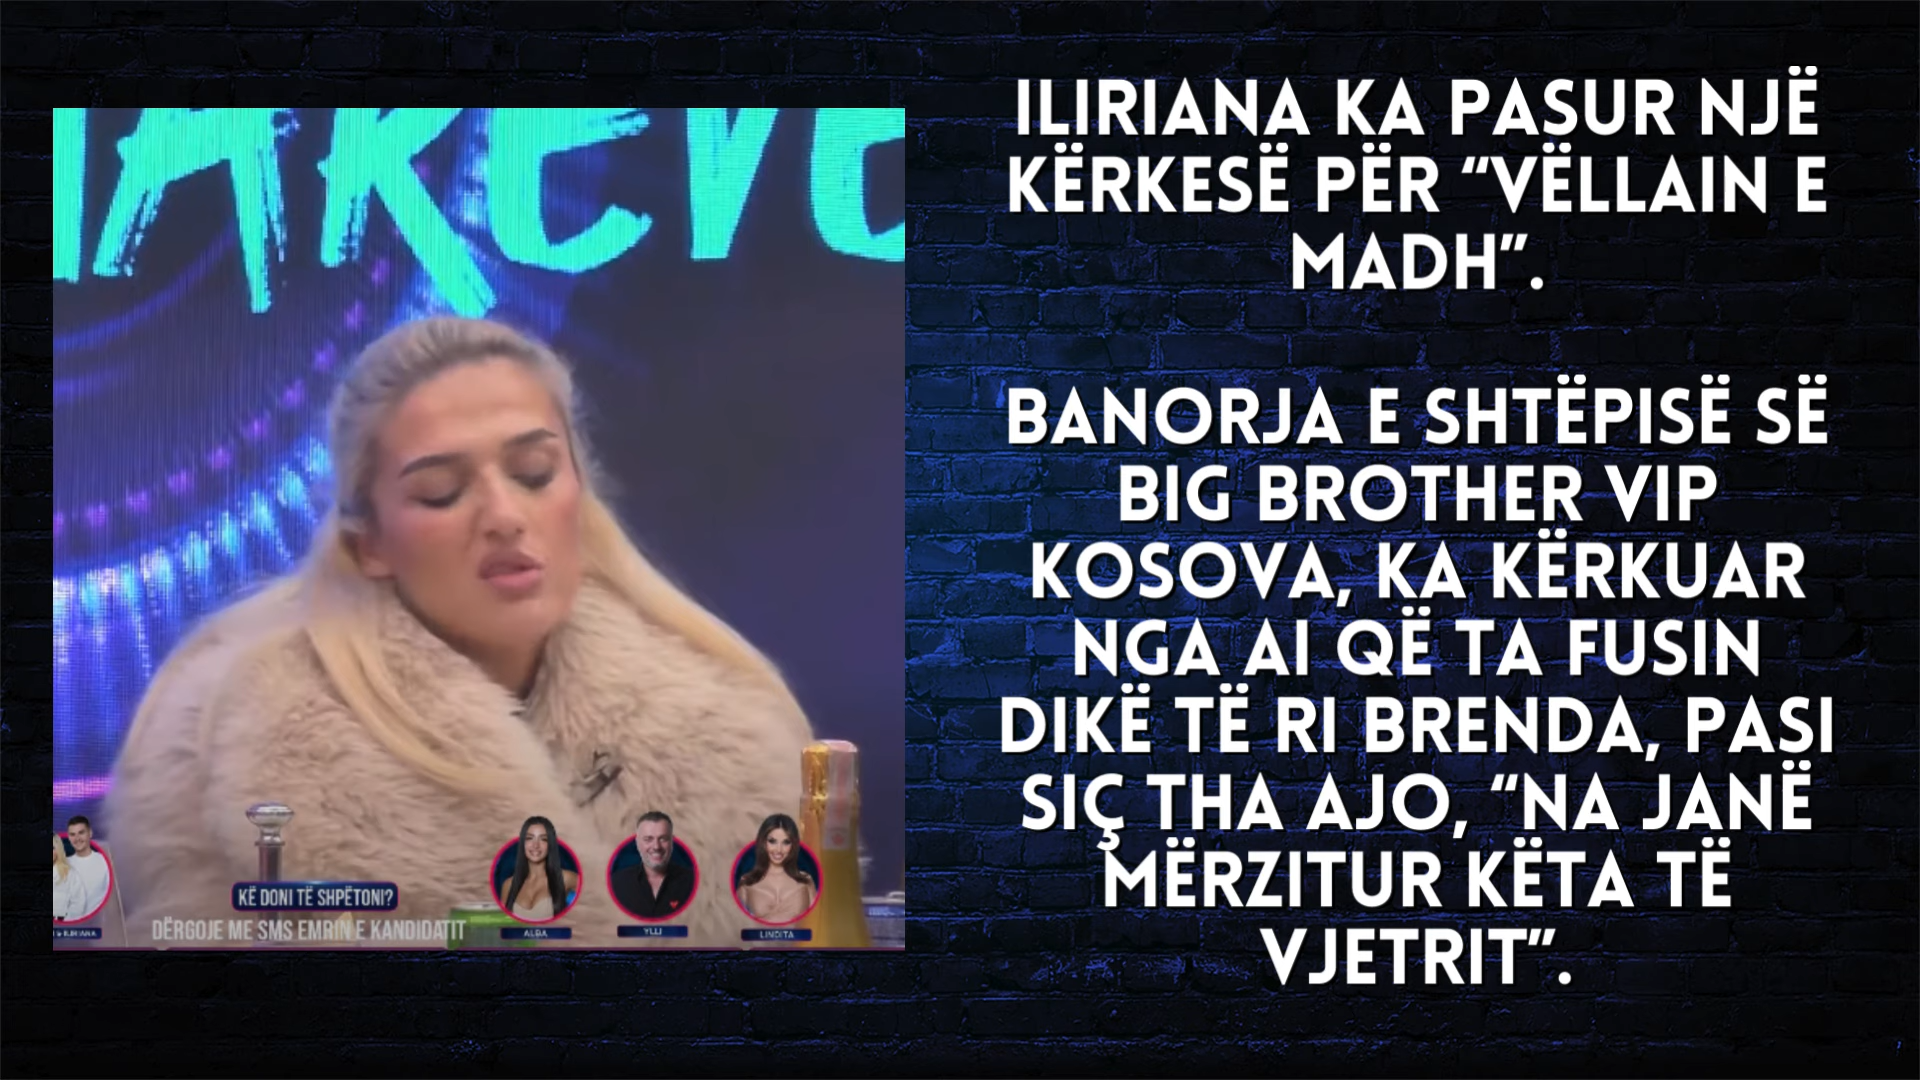 ILIRIANA KA PASUR NJË
KËRKESË PËR “VËLLAIN E
MADH”.
BANORJA E SHTËPISË SË
BIG BROTHER VIP
KOSOVA, KA KËRKUAR
NGA AI QË TA FUSIN
DIKË TË RI BRENDA, PASI
SIÇ THA AJO, “NA JANË
MËRZITUR KËTA TË
VJETRIT”.
AKEVE
KË DONI TË SHPËTONI?
DËRGOJE ME SMS EMRIN E KANDIDATIT
ILIRIANA
ALBA
YLLI
LINDITA